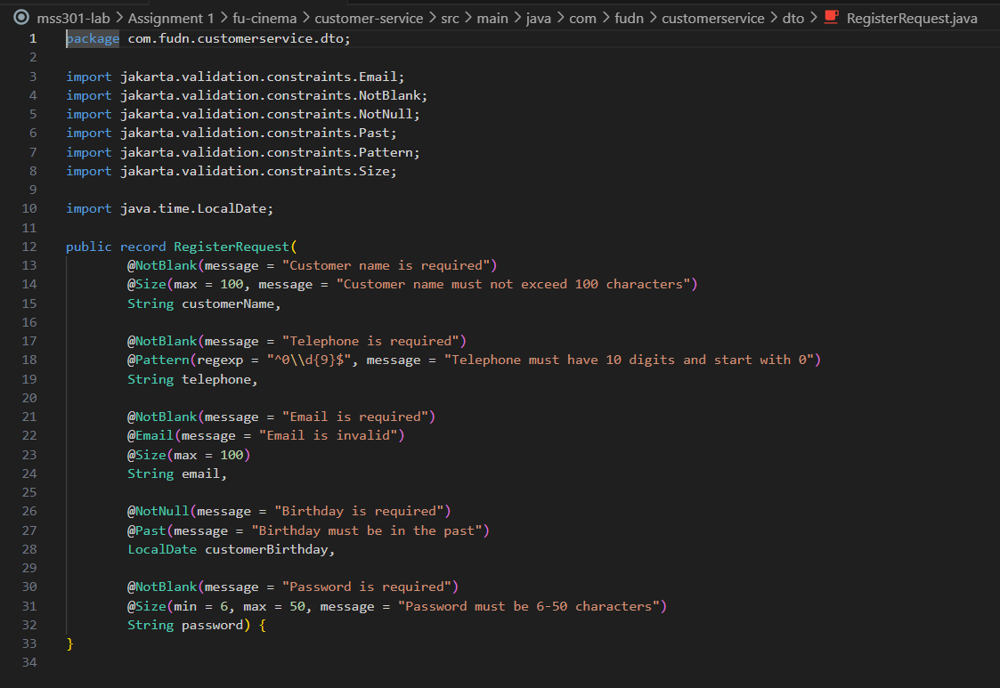 mss301-lab > Assignment 1 > fu-cinema > customer-service > src > main > java > com > fudn > customerservice > dto > RegisterRequest.java
1 package com.fudn.customerservice.dto;
2
3 import jakarta.validation.constraints.Email;
4 import jakarta.validation.constraints.NotBlank;
5 import jakarta.validation.constraints.NotNull;
6 import jakarta.validation.constraints.Past;
7 import jakarta.validation.constraints.Pattern;
8 import jakarta.validation.constraints.Size;
9
10 import java.time.LocalDate;
11
12 public record RegisterRequest(
13 @NotBlank(message = "Customer name is required")
14 @Size(max = 100, message = "Customer name must not exceed 100 characters")
15 String customerName,
16
17 @NotBlank(message = "Telephone is required")
18 @Pattern(regexp = "^0\\d{9}$", message = "Telephone must have 10 digits and start with 0")
19 String telephone,
20
21 @NotBlank(message = "Email is required")
22 @Email(message = "Email is invalid")
23 @Size(max = 100)
24 String email,
25
26 @NotNull(message = "Birthday is required")
27 @Past(message = "Birthday must be in the past")
28 LocalDate customerBirthday,
29
30 @NotBlank(message = "Password is required")
31 @Size(min = 6, max = 50, message = "Password must be 6-50 characters")
32 String password) {
33 }
34